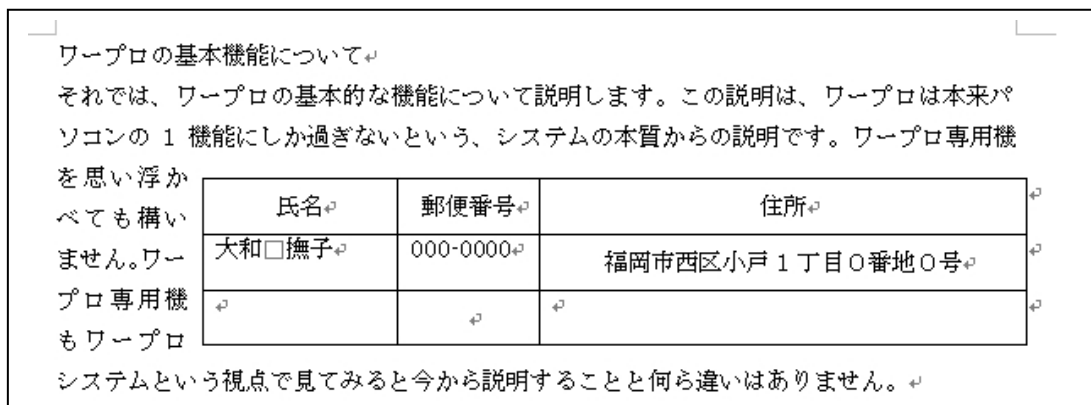 ワープロの基本機能について
それでは、ワープロの基本的な機能について説明します。この説明は、ワープロは本来パ
ソコンの 1 機能にしか過ぎないという、システムの本質からの説明です。ワープロ専用機
を思い浮か
べても構い
ません。ワー
プロ専用機
もワープロ
氏名 郵便番号 住所
大和□撫子 000-0000 福岡市西区小戸１丁目０番地０号
システムという視点で見てみると今から説明することと何ら違いはありません。